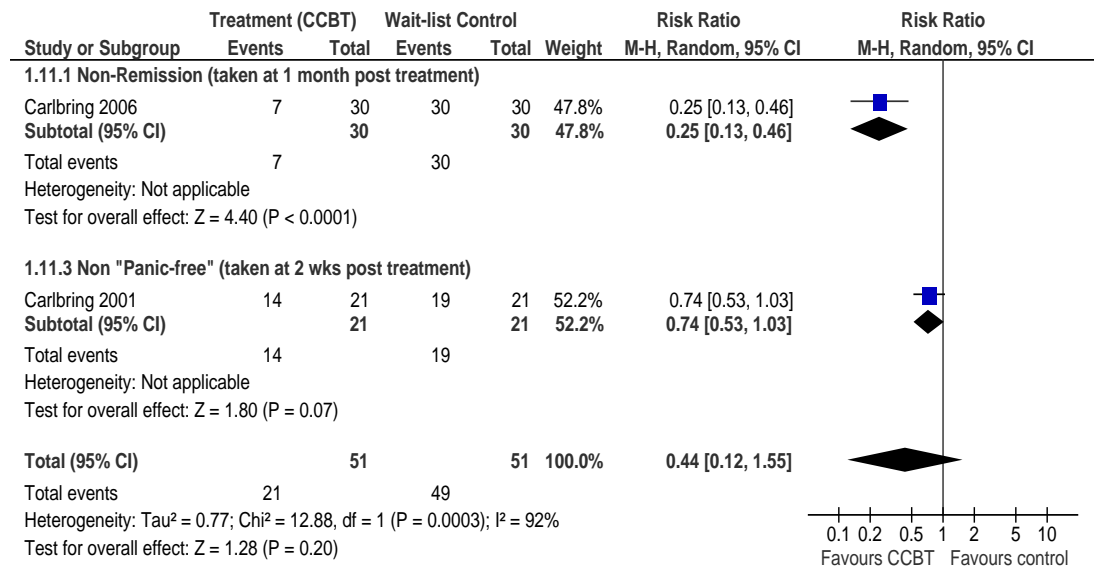 Treatment (CCBT) Wait-list Control Risk Ratio Risk Ratio
Study or Subgroup Events Total Events Total Weight M-H, Random, 95% CI M-H, Random, 95% CI
1.11.1 Non-Remission (taken at 1 month post treatment)
Carlbring 2006 7 30 30 30 47.8% 0.25 [0.13, 0.46]
Subtotal (95% CI) 30 30 47.8% 0.25 [0.13, 0.46]
Total events 7 30
Heterogeneity: Not applicable
Test for overall effect: Z = 4.40 (P < 0.0001)
1.11.3 Non "Panic-free" (taken at 2 wks post treatment)
Carlbring 2001 14 21 19 21 52.2% 0.74 [0.53, 1.03]
Subtotal (95% CI) 21 21 52.2% 0.74 [0.53, 1.03]
Total events 14 19
Heterogeneity: Not applicable
Test for overall effect: Z = 1.80 (P = 0.07)
Total (95% CI) 51 51 100.0% 0.44 [0.12, 1.55]
Total events 21 49
Heterogeneity: Tau² = 0.77; Chi² = 12.88, df = 1 (P = 0.0003); I² = 92%
Test for overall effect: Z = 1.28 (P = 0.20)
0.1 0.2 0.5 1 2 5 10
Favours CCBT Favours control